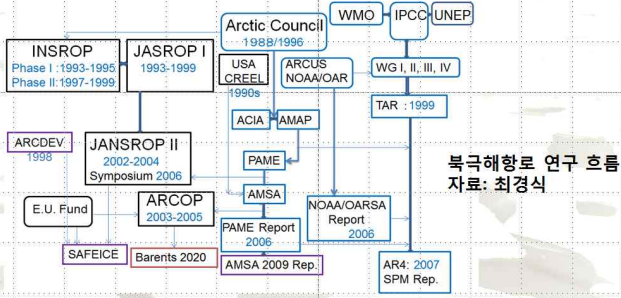 WMO
IPCC
UNEP
Arctic Council
1988/1996
INSROP
Phase I :1993-1995
Phase II:1997-1999
JASROP I
1993-1999
USA
CREEL
1990s
ARCUS
NOAA/OAR
WG I, II, III, IV
TAR : 1999
ACIA
AMAP
ARCDEV
1998
JANSROP II
2002-2004
Symposium 2006
PAME
북극해항로 연구 흐름
자료: 최경식
E.U. Fund
ARCOP
2003-2005
AMSA
NOAA/OARSA
Report
2006
PAME Report
2006
SAFEICE
Barents 2020
AMSA 2009 Rep.
AR4: 2007
SPM Rep.